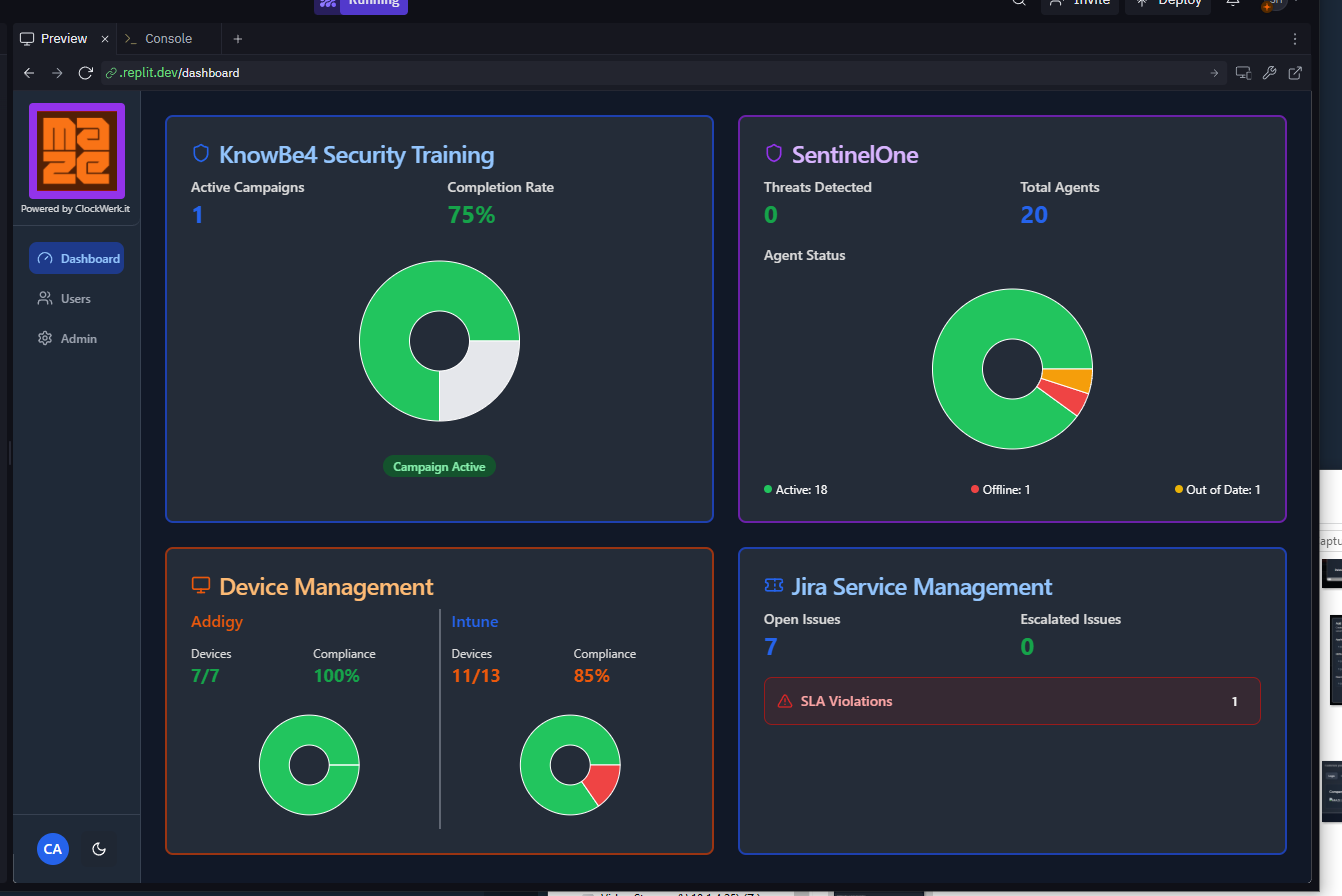 Running
Invite
Deploy
Preview
Console
.replit.dev/dashboard
maze
Powered by ClockWerk.it
Dashboard
Users
Admin
CA
KnowBe4 Security Training
Active Campaigns
Completion Rate
1
75%
Campaign Active
SentinelOne
Threats Detected
Total Agents
0
20
Agent Status
Active: 18
Offline: 1
Out of Date: 1
Device Management
Addigy
Devices
Compliance
7/7
100%
Intune
Devices
Compliance
11/13
85%
Jira Service Management
Open Issues
Escalated Issues
7
0
SLA Violations
1